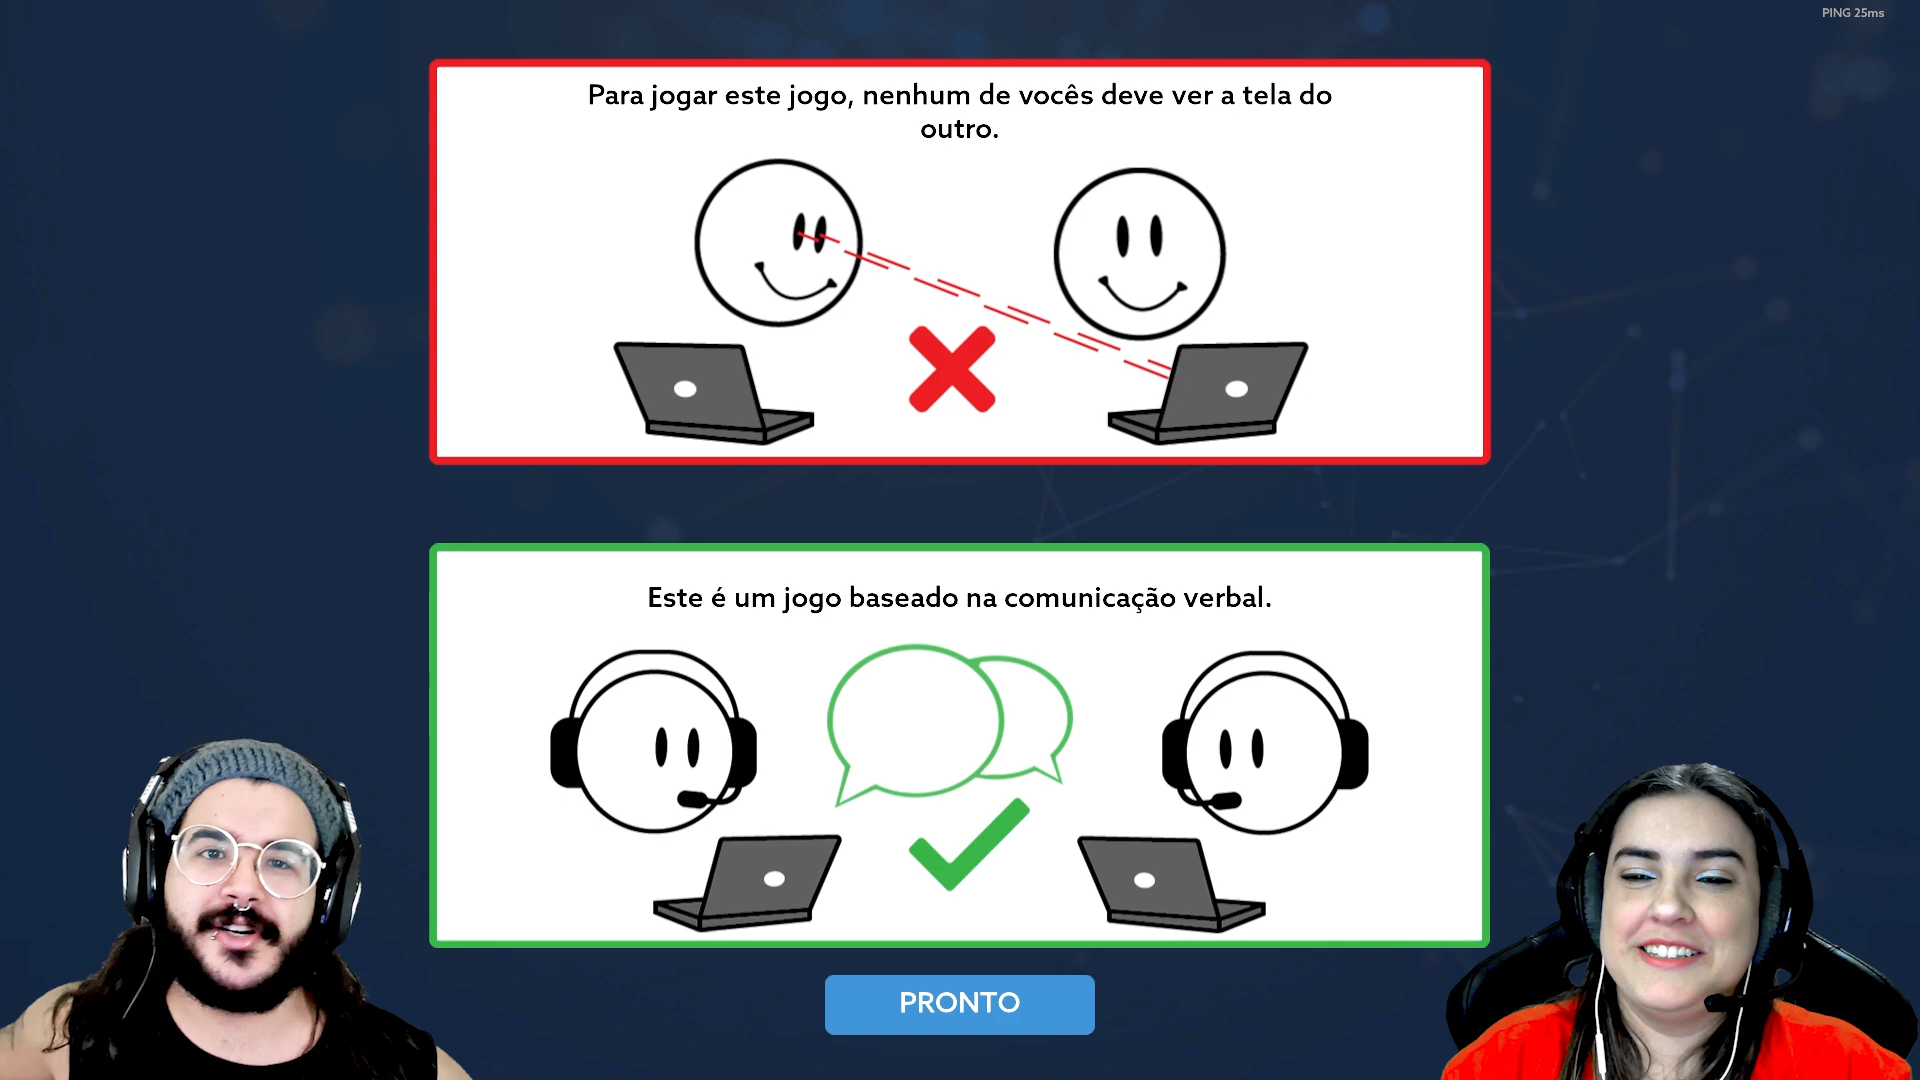 PING 25ms
Para jogar este jogo, nenhum de vocês deve ver a tela do
outro.
Este é um jogo baseado na comunicação verbal.
PRONTO